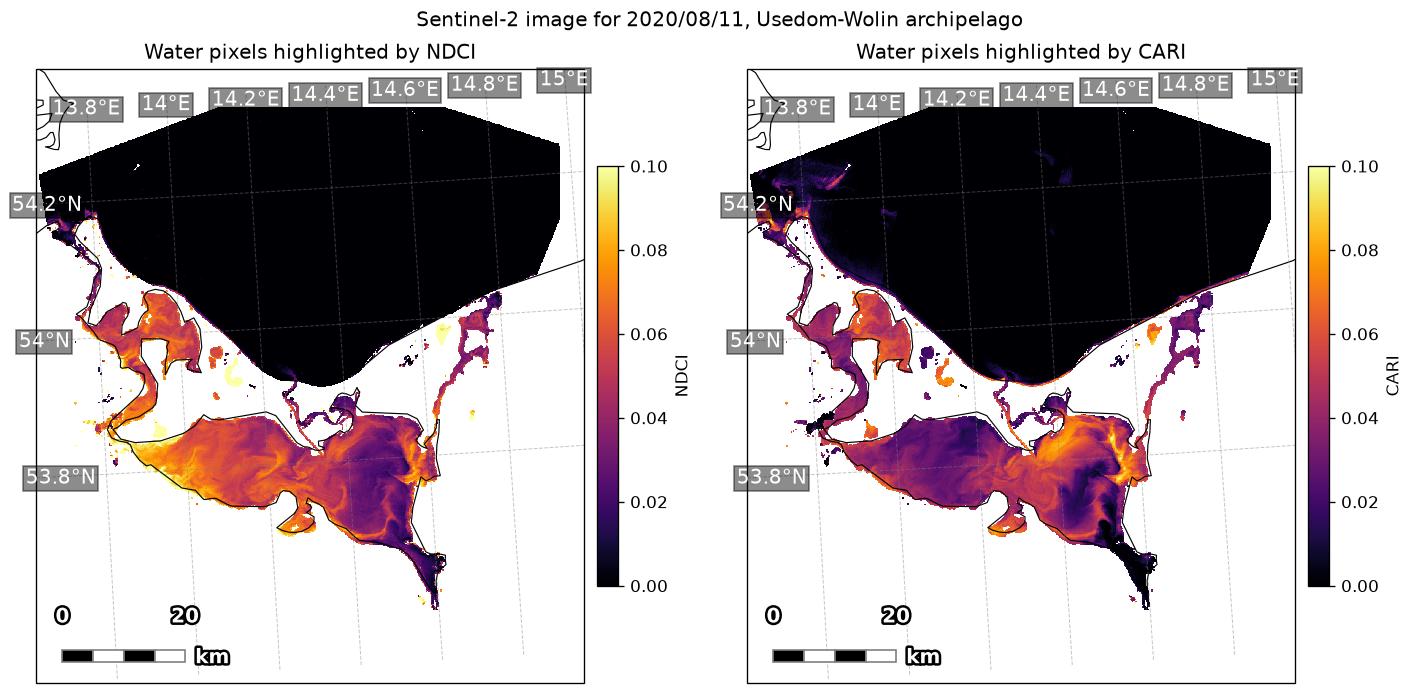 Sentinel-2 image for 2020/08/11, Usedom-Wolin archipelago
Water pixels highlighted by NDCI
13.8°E 14°E 14.2°E 14.4°E 14.6°E 14.8°E 15°E
54.2°N
54°N
53.8°N
0 20
km
0.10
0.08
0.06
0.04
0.02
0.00
NDCI
Water pixels highlighted by CARI
13.8°E 14°E 14.2°E 14.4°E 14.6°E 14.8°E 15°E
54.2°N
54°N
53.8°N
0 20
km
0.10
0.08
0.06
0.04
0.02
0.00
CARI